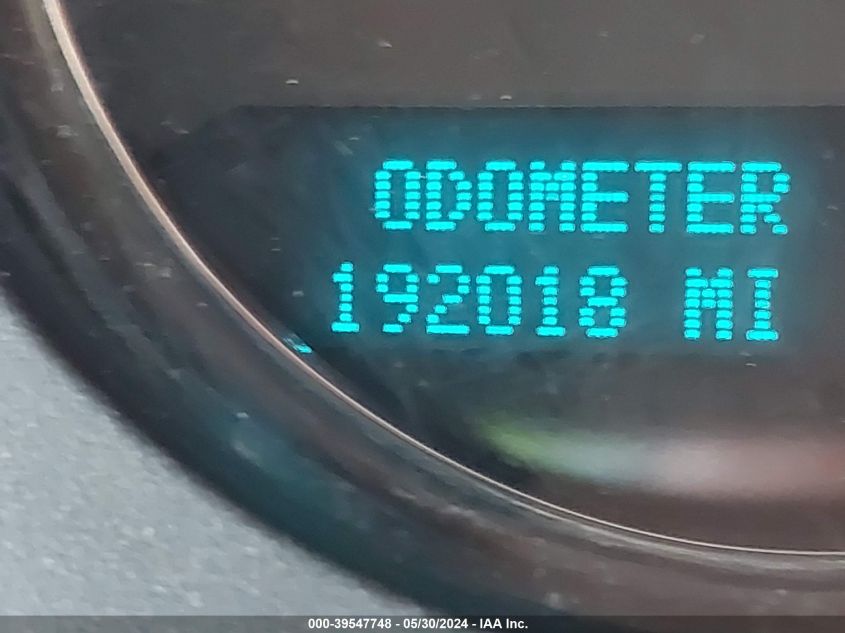 ODOMETER
192018 MI
000-39547748 - 05/30/2024 - IAA Inc.